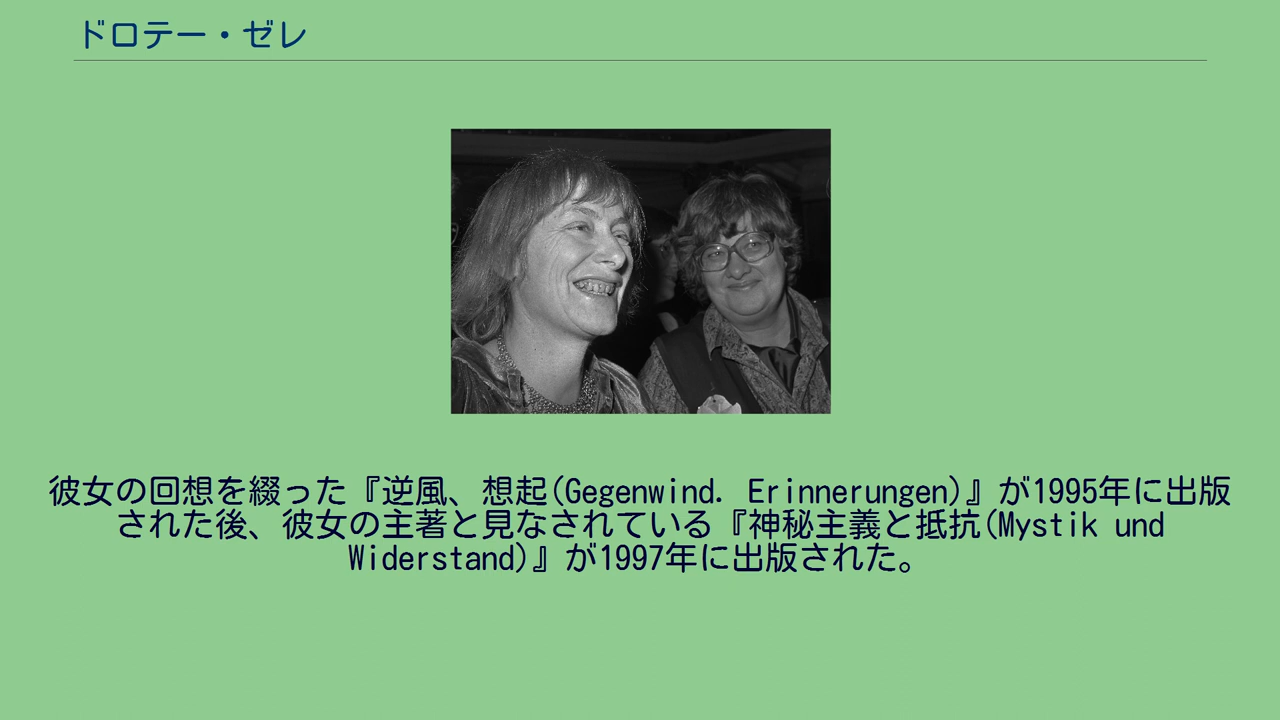 ドロテー・ゼレ
彼女の回想を綴った『逆風、想起(Gegenwind. Erinnerungen)』が1995年に出版
された後、彼女の主著と見なされている『神秘主義と抵抗(Mystik und
Widerstand)』が1997年に出版された。